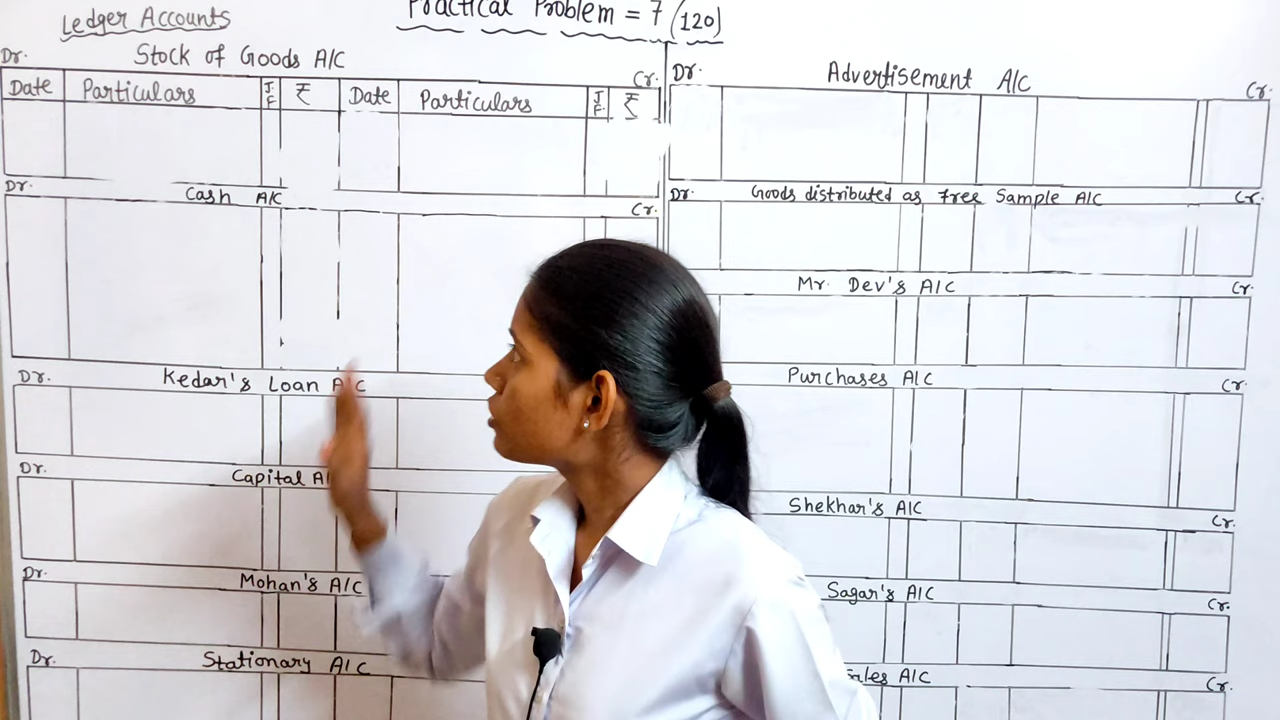 Ledger Accounts
Practical Problem = 7 (120)
Dr. Stock of Goods A/C Cr.
Date Particulars J.F ₹ Date Particulars J.F. ₹
Dr. Cash A/C Cr.
Dr. Kedar's Loan A/C
Dr. Capital A
Dr. Mohan's A/C
Dr. Stationary A/C
Dr. Advertisement A/C Cr.
Dr. Goods distributed as free Sample A/C Cr.
Mr. Dev's A/C Cr.
Purchases A/C Cr.
Shekhar's A/C Cr.
Sagar's A/C Cr.
Sales A/C Cr.